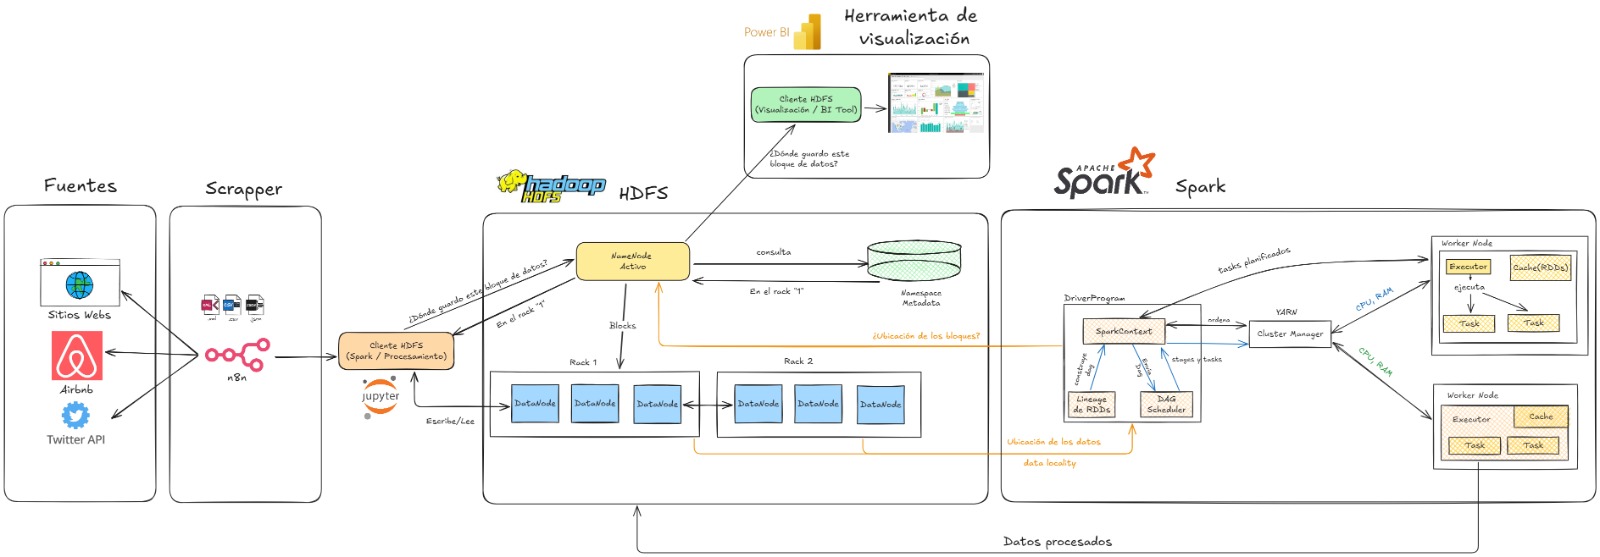 Power BI
Herramienta de
visualización
Cliente HDFS
(Visualización / BI Tool)
¿Dónde guardo este
bloque de datos?
Fuentes
Sitios Webs
Airbnb
Twitter API
Scrapper
n8n
Cliente HDFS
(Spark / Procesamiento)
jupyter
hadoop
HDFS
HDFS
¿Dónde guardo este bloque de datos?
En el rack "1"
NameNode
Activo
consulta
En el rack "1"
Namespace
Metadata
Blocks
¿Ubicación de los bloques?
Rack 1
DataNode
DataNode
DataNode
Rack 2
DataNode
DataNode
DataNode
Escribe/Lee
Ubicación de los datos
data locality
APACHE
Spark
Spark
DriverProgram
SparkContext
construye
dag
Envía
Dag
stages y tasks
Lineage
de RDDs
DAG
Scheduler
tasks planificados
ordena
YARN
Cluster Manager
CPU, RAM
CPU, RAM
Worker Node
Executor
Cache(RDDs)
ejecuta
Task
Task
Worker Node
Executor
Cache
Task
Task
Datos procesados